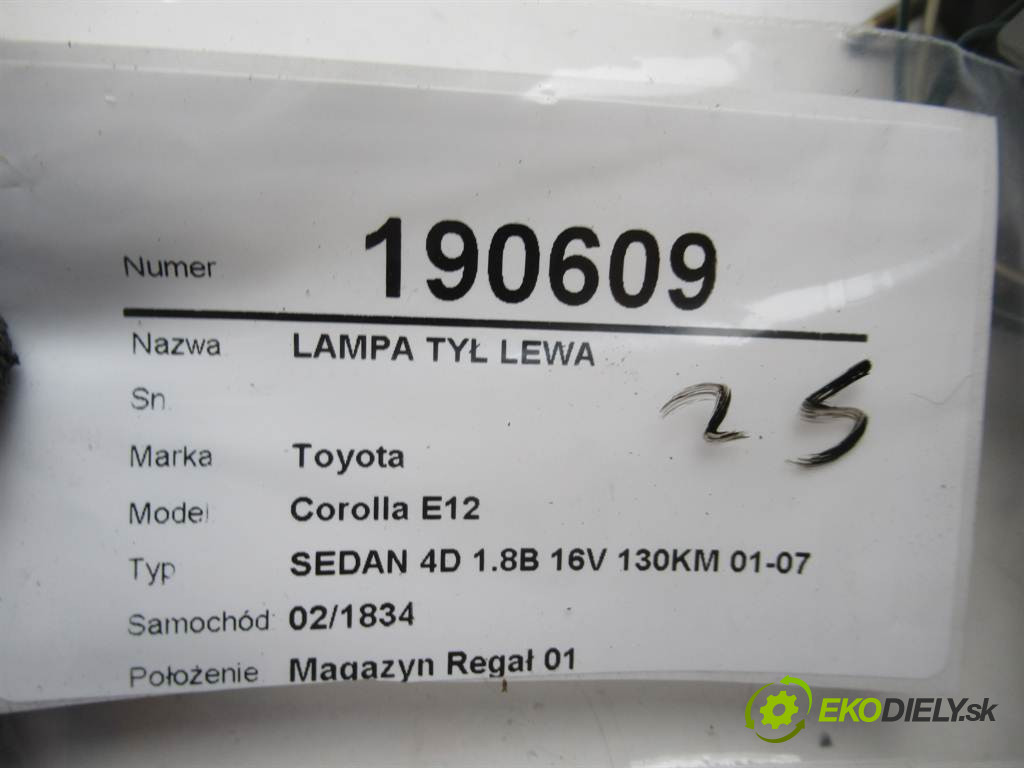 Numer 190609
Nazwa LAMPA TYŁ LEWA
Sn.
25
Marka Toyota
Model Corolla E12
Typ SEDAN 4D 1.8B 16V 130KM 01-07
Samochód: 02/1834
Położenie Magazyn Regał 01
EKODIELY.sk